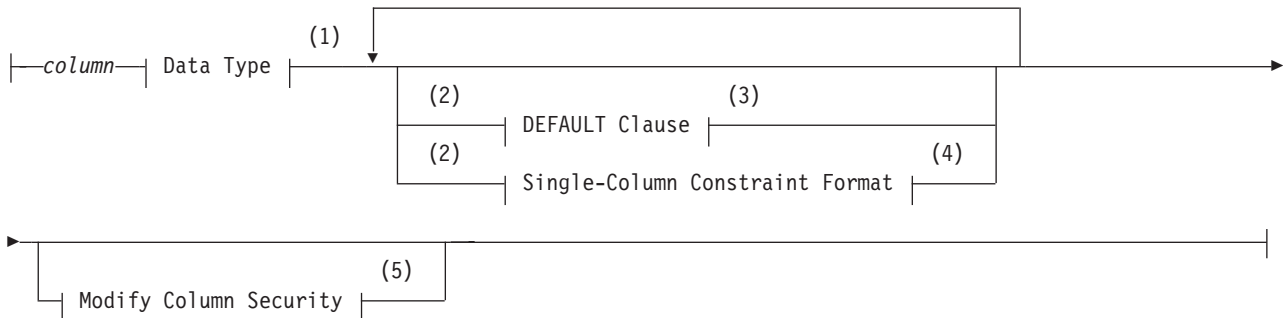 (1)
column Data Type
(2) (3)
DEFAULT Clause
(2) (4)
Single-Column Constraint Format
(5)
Modify Column Security